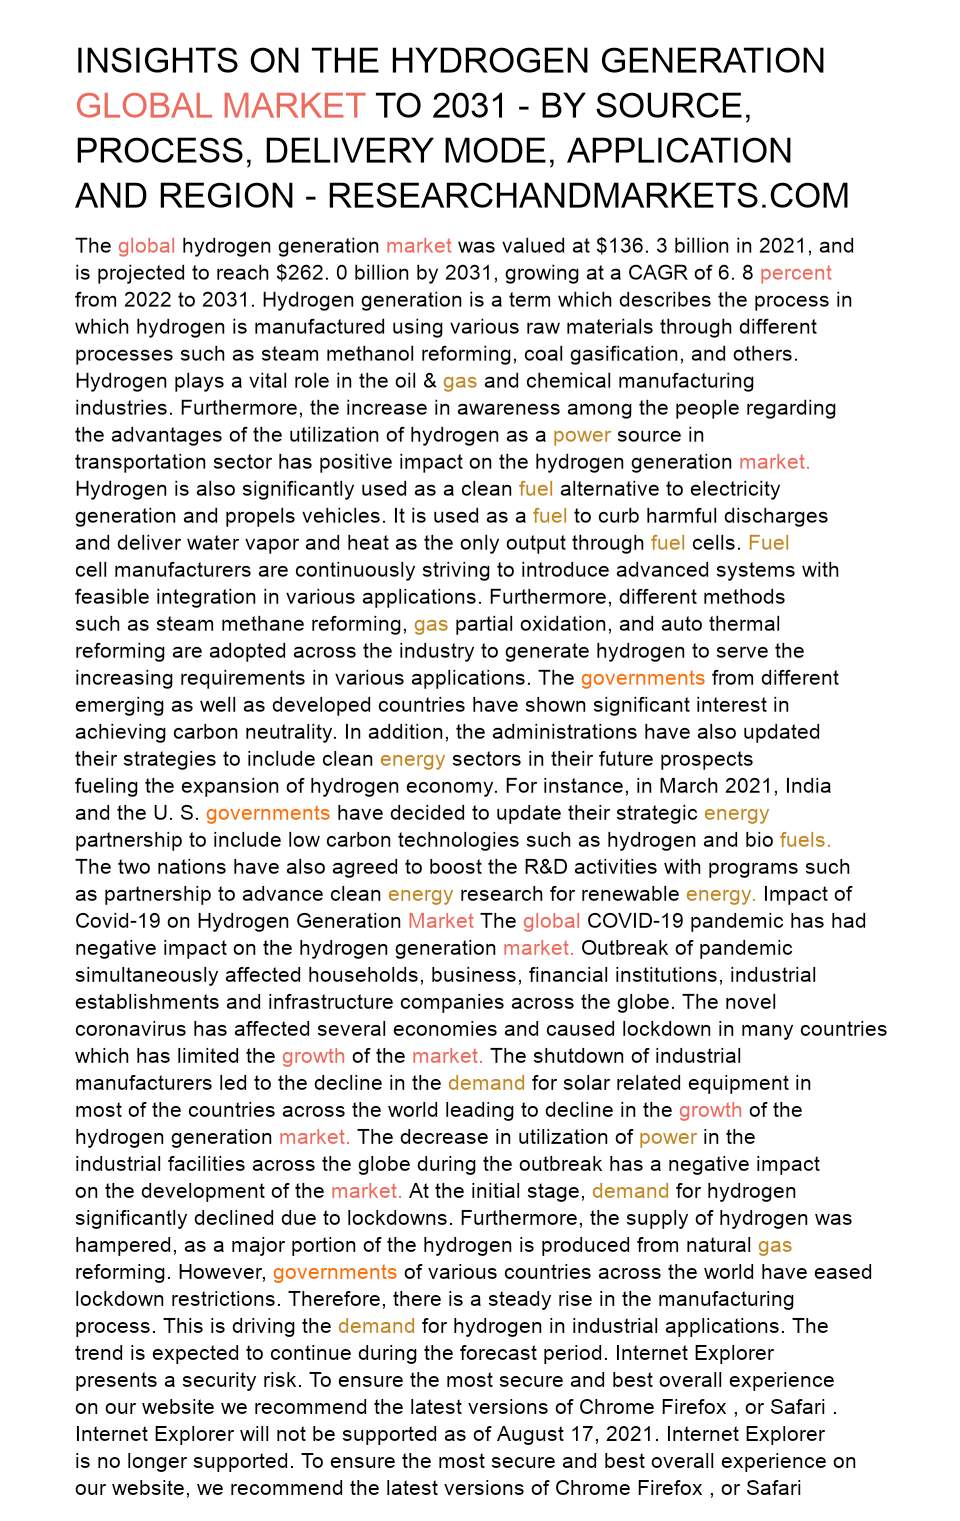 INSIGHTS ON THE HYDROGEN GENERATION
GLOBAL MARKET TO 2031 - BY SOURCE,
PROCESS, DELIVERY MODE, APPLICATION
AND REGION - RESEARCHANDMARKETS.COM
The global hydrogen generation market was valued at $136. 3 billion in 2021, and
is projected to reach $262. 0 billion by 2031, growing at a CAGR of 6. 8 percent
from 2022 to 2031. Hydrogen generation is a term which describes the process in
which hydrogen is manufactured using various raw materials through different
processes such as steam methanol reforming, coal gasification, and others.
Hydrogen plays a vital role in the oil & gas and chemical manufacturing
industries. Furthermore, the increase in awareness among the people regarding
the advantages of the utilization of hydrogen as a power source in
transportation sector has positive impact on the hydrogen generation market.
Hydrogen is also significantly used as a clean fuel alternative to electricity
generation and propels vehicles. It is used as a fuel to curb harmful discharges
and deliver water vapor and heat as the only output through fuel cells. Fuel
cell manufacturers are continuously striving to introduce advanced systems with
feasible integration in various applications. Furthermore, different methods
such as steam methane reforming, gas partial oxidation, and auto thermal
reforming are adopted across the industry to generate hydrogen to serve the
increasing requirements in various applications. The governments from different
emerging as well as developed countries have shown significant interest in
achieving carbon neutrality. In addition, the administrations have also updated
their strategies to include clean energy sectors in their future prospects
fueling the expansion of hydrogen economy. For instance, in March 2021, India
and the U. S. governments have decided to update their strategic energy
partnership to include low carbon technologies such as hydrogen and bio fuels.
The two nations have also agreed to boost the R&D activities with programs such
as partnership to advance clean energy research for renewable energy. Impact of
Covid-19 on Hydrogen Generation Market The global COVID-19 pandemic has had
negative impact on the hydrogen generation market. Outbreak of pandemic
simultaneously affected households, business, financial institutions, industrial
establishments and infrastructure companies across the globe. The novel
coronavirus has affected several economies and caused lockdown in many countries
which has limited the growth of the market. The shutdown of industrial
manufacturers led to the decline in the demand for solar related equipment in
most of the countries across the world leading to decline in the growth of the
hydrogen generation market. The decrease in utilization of power in the
industrial facilities across the globe during the outbreak has a negative impact
on the development of the market. At the initial stage, demand for hydrogen
significantly declined due to lockdowns. Furthermore, the supply of hydrogen was
hampered, as a major portion of the hydrogen is produced from natural gas
reforming. However, governments of various countries across the world have eased
lockdown restrictions. Therefore, there is a steady rise in the manufacturing
process. This is driving the demand for hydrogen in industrial applications. The
trend is expected to continue during the forecast period. Internet Explorer
presents a security risk. To ensure the most secure and best overall experience
on our website we recommend the latest versions of Chrome Firefox , or Safari .
Internet Explorer will not be supported as of August 17, 2021. Internet Explorer
is no longer supported. To ensure the most secure and best overall experience on
our website, we recommend the latest versions of Chrome Firefox , or Safari